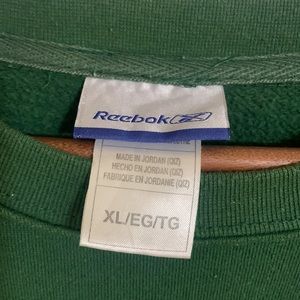 Reebok
MADE IN JORDAN (QIZ)
HECHO EN JORDAN (QIZ)
FABRIQUE EN JORDANIE (QIZ)
XL/EG/TG